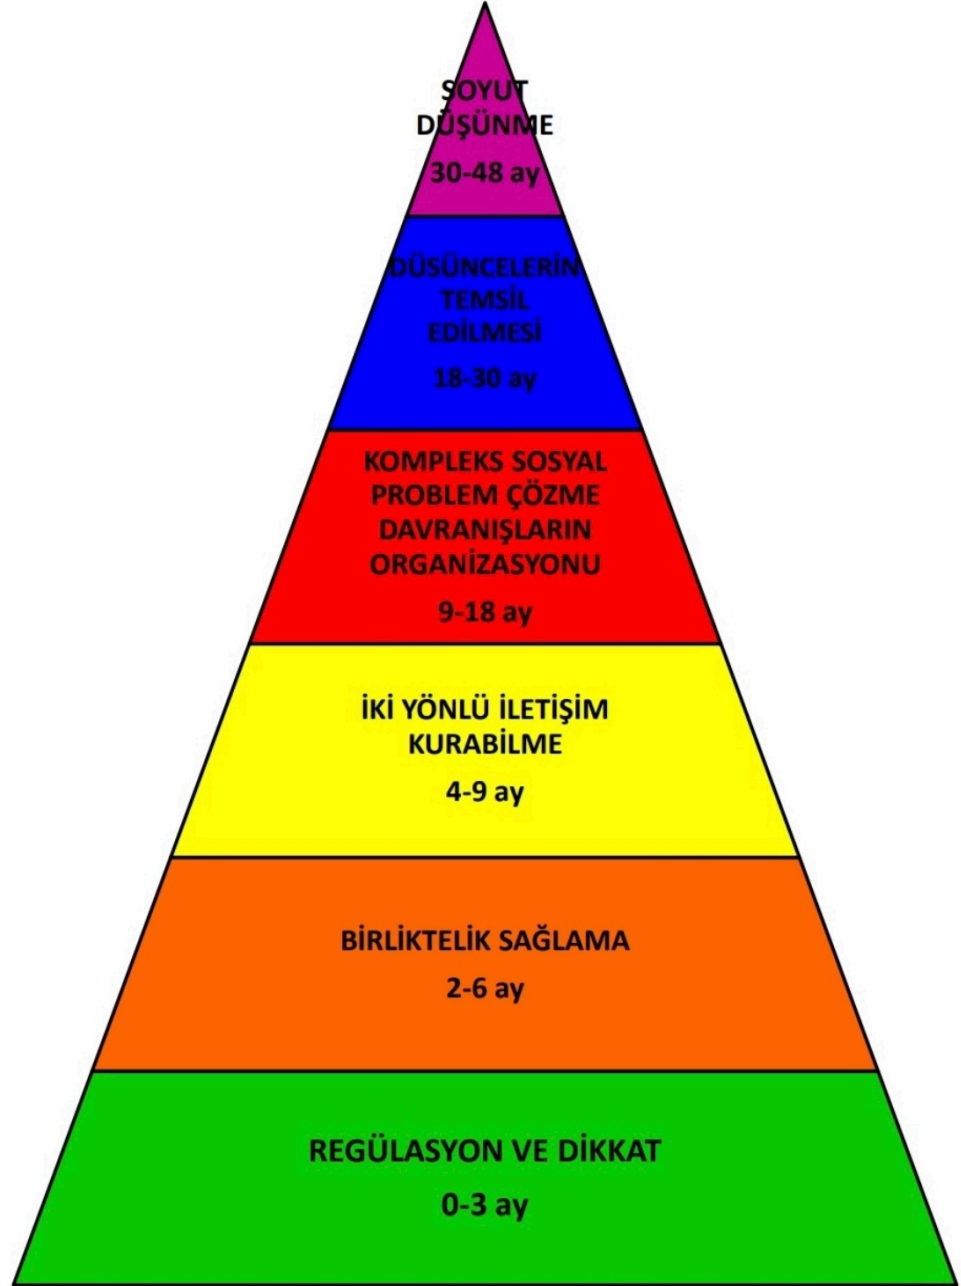 SOYUT
DÜŞÜNME
30-48 ay
DÜSÜNCELERİN
TEMSİL
EDİLMESİ
18-30 ay
KOMPLEKS SOSYAL
PROBLEM ÇÖZME
DAVRANIŞLARIN
ORGANİZASYONU
9-18 ay
İKİ YÖNLÜ İLETİŞİM
KURABİLME
4-9 ay
BİRLİKTELİK SAĞLAMA
2-6 ay
REGÜLASYON VE DİKKAT
0-3 ay